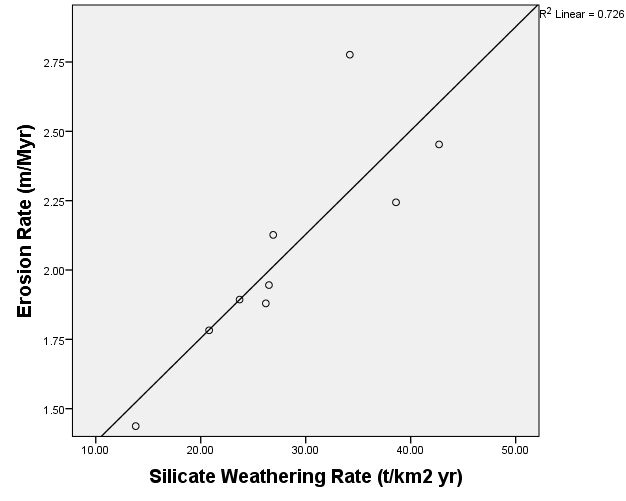 R2 Linear = 0.726
2.75
2.50
2.25
2.00
1.75
1.50
Erosion Rate (m/Myr)
10.00 20.00 30.00 40.00 50.00
Silicate Weathering Rate (t/km2 yr)